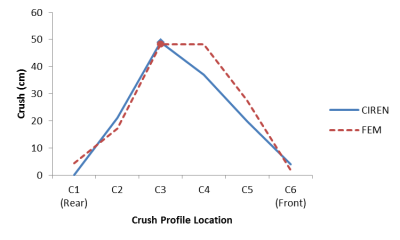 60
50
40
30
20
10
0
Crush (cm)
C1 C2 C3 C4 C5 C6
(Rear) (Front)
Crush Profile Location
CIREN
FEM